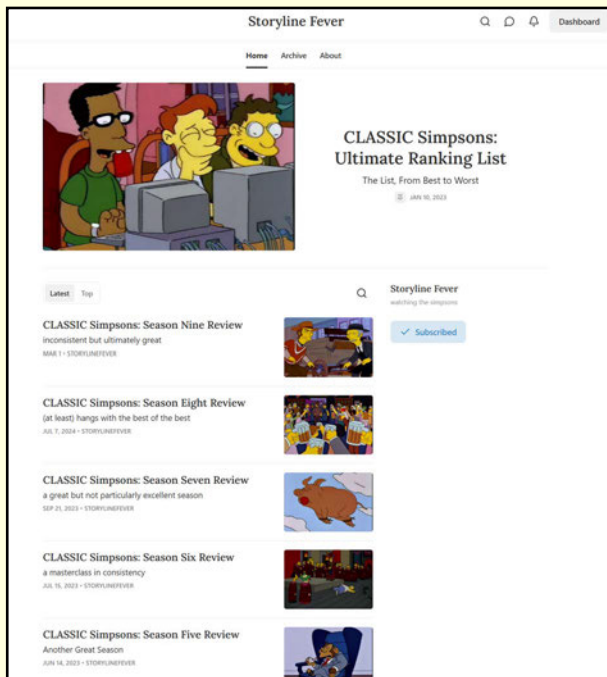 Storyline Fever
Dashboard
Home Archive About
CLASSIC Simpsons:
Ultimate Ranking List
The List, From Best to Worst
JAN 10, 2023
Latest Top
Storyline Fever
watching the simpsons
Subscribed
CLASSIC Simpsons: Season Nine Review
inconsistent but ultimately great
MAR 1 • STORYLINEFEVER
CLASSIC Simpsons: Season Eight Review
(at least) hangs with the best of the best
JUL 7, 2024 • STORYLINEFEVER
CLASSIC Simpsons: Season Seven Review
a great but not particularly excellent season
SEP 21, 2023 • STORYLINEFEVER
CLASSIC Simpsons: Season Six Review
a masterclass in consistency
JUL 15, 2023 • STORYLINEFEVER
CLASSIC Simpsons: Season Five Review
Another Great Season
JUN 14, 2023 • STORYLINEFEVER